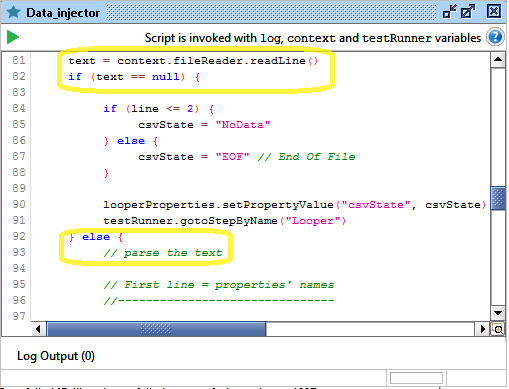 Data_injector
Script is invoked with log, context and testRunner variables
81 text = context.fileReader.readLine()
82 if (text == null) {
83
84 if (line <= 2) {
85 csvState = "NoData"
86 } else {
87 csvState = "EOF" // End Of File
88 }
89
90 looperProperties.setPropertyValue("csvState", csvState)
91 testRunner.gotoStepByName("Looper")
92 } else {
93 // parse the text
94
95 // First line = properties' names
96 //-------------------------------
97
Log Output (0)